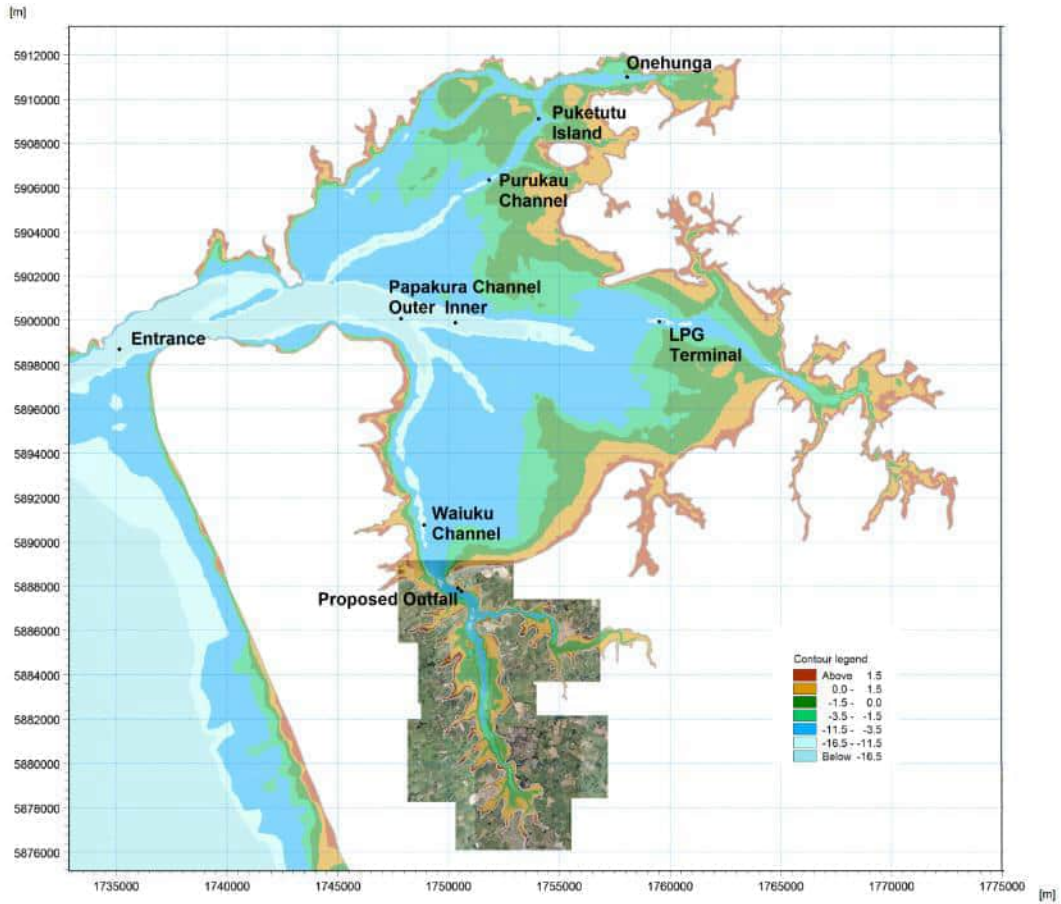 [m]
5912000
Onehunga
5910000
Puketutu
Island
5908000
5906000
Purukau
Channel
5904000
5902000
Papakura Channel
Outer Inner
5900000
Entrance
LPG
Terminal
5898000
5896000
5894000
5892000
Waiuku
Channel
5890000
5888000
Proposed Outfall
5886000
5884000
Contour legend
Above 1.5
0.0 - 1.5
-1.5 - 0.0
-3.5 - -1.5
-11.5 - -3.5
-16.5 - -11.5
Below -16.5
5882000
5880000
5878000
5876000
1735000 1740000 1745000 1750000 1755000 1760000 1765000 1770000 1775000
[m]